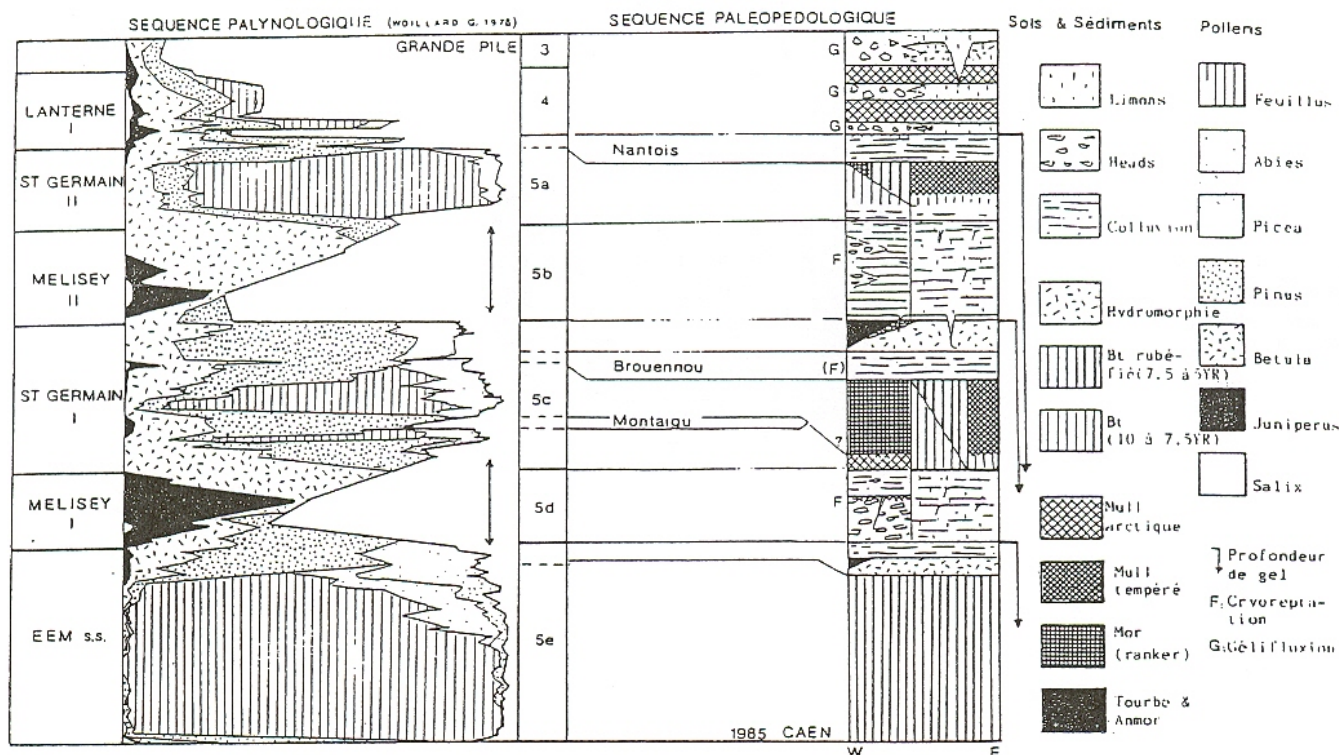 SEQUENCE PALYNOLOGIQUE (WOILLARD G. 1978)
SEQUENCE PALEOPEDOLOGIQUE
Sols & Sédiments
Pollens
GRANDE PILE
LANTERNE
I
ST GERMAIN
II
MELISEY
II
ST GERMAIN
I
MELISEY
I
EEM s.s.
3
4
5a
5b
5c
5d
5e
Nantois
Brouennou
Montaigu
1985 CAEN
G
G
G
F
(F)
?
F
W
E
Limons
Heads
Colluvion
Hydromorphie
Bt rubé-
fié(7.5 à 5YR)
Bt
(10 à 7.5YR)
Mull
arctique
Mull
tempéré
Mor
(ranker)
Tourbe &
Anmor
Feuillus
Abies
Picea
Pinus
Betula
Juniperus
Salix
Profondeur
de gel
F:Cryorepta-
tion
G:Gélifluxion